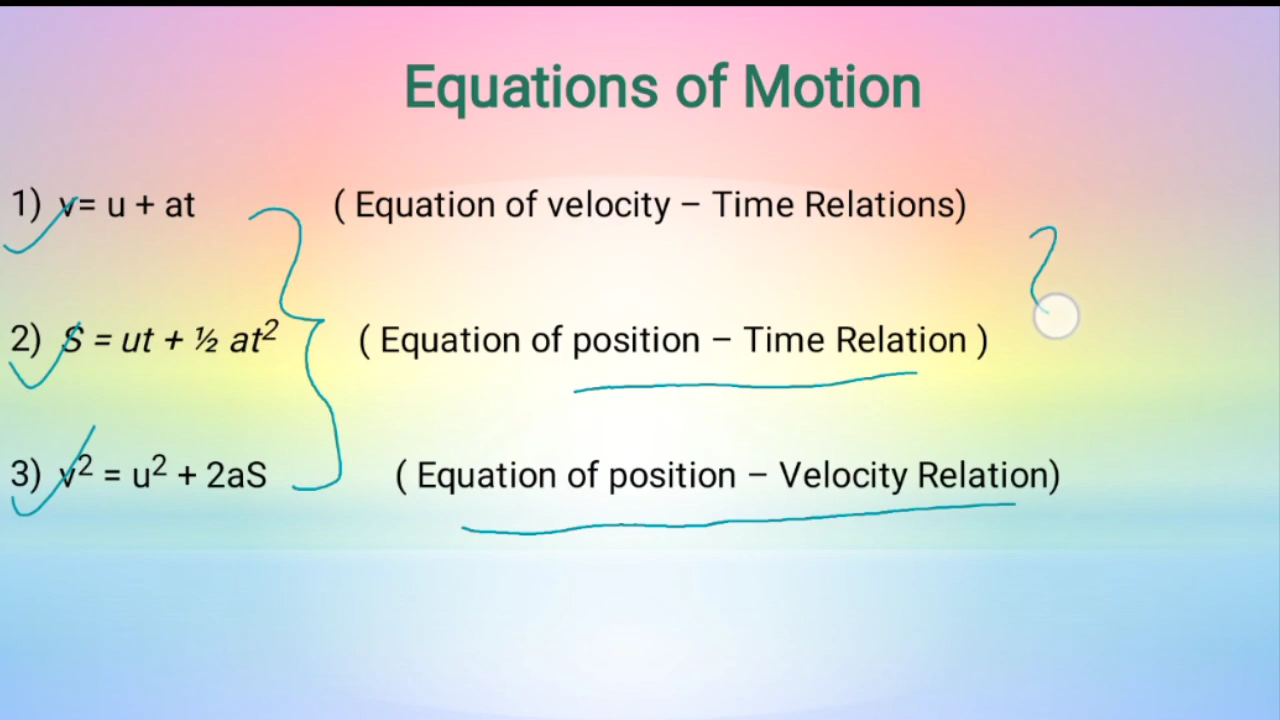 Equations of Motion
1) v= u + at ( Equation of velocity – Time Relations)
2) S = ut + ½ at² ( Equation of position – Time Relation )
3) v² = u² + 2aS ( Equation of position – Velocity Relation)